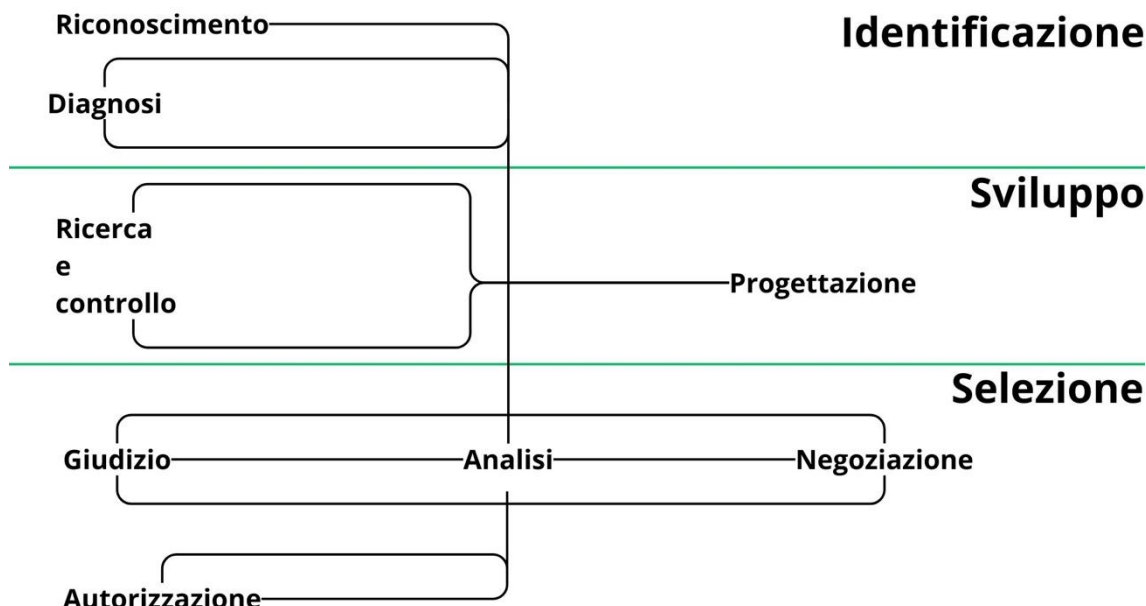 Riconoscimento
Identificazione
Diagnosi
Sviluppo
Ricerca
e
controllo
Progettazione
Selezione
Giudizio
Analisi
Negoziazione
Autorizzazione